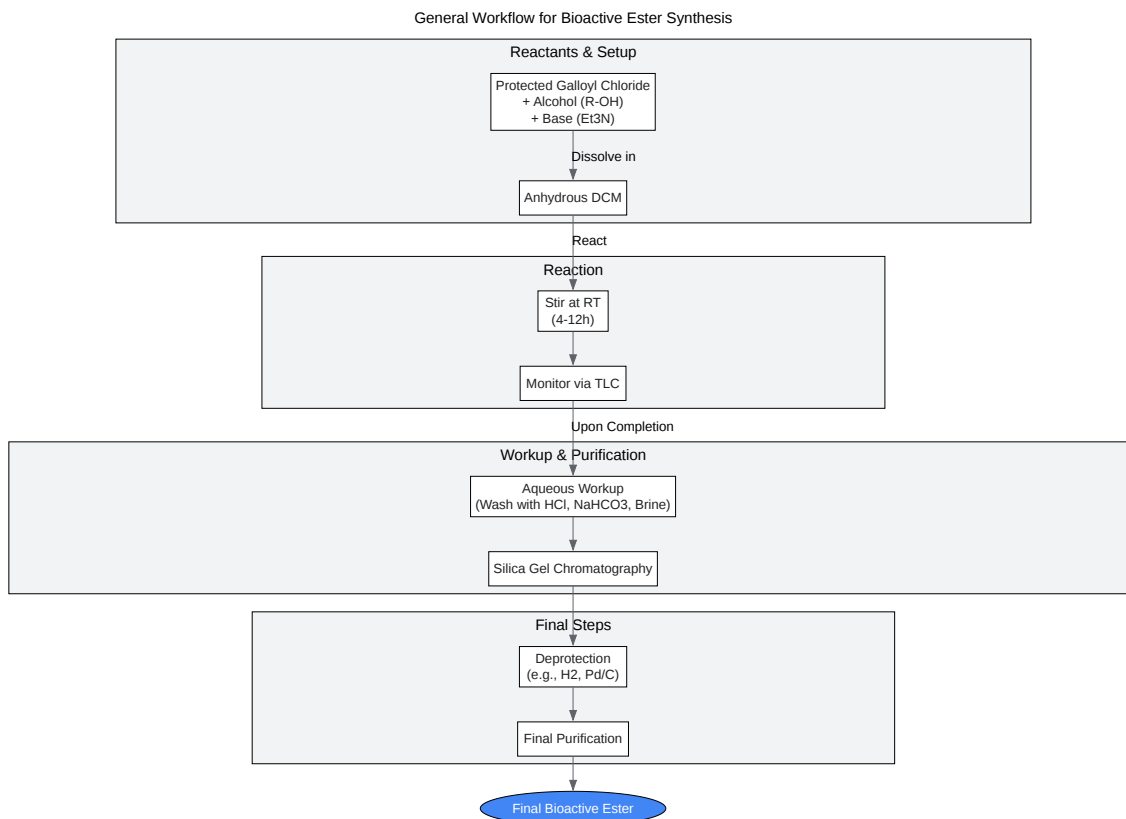 General Workflow for Bioactive Ester Synthesis
Reactants & Setup
Protected Galloyl Chloride
+ Alcohol (R-OH)
+ Base (Et3N)
Dissolve in
Anhydrous DCM
React
Reaction
Stir at RT
(4-12h)
Monitor via TLC
Upon Completion
Workup & Purification
Aqueous Workup
(Wash with HCl, NaHCO3, Brine)
Silica Gel Chromatography
Final Steps
Deprotection
(e.g., H2, Pd/C)
Final Purification
Final Bioactive Ester